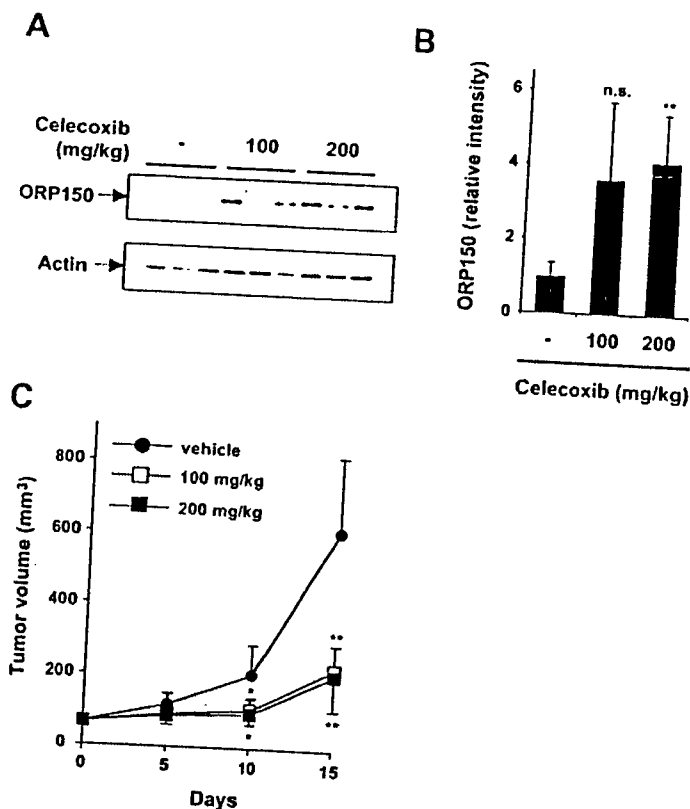 A
Celecoxib
(mg/kg)
- 100 200
ORP150
Actin
B
ORP150 (relative intensity)
6
4
2
0
n.s.
**
- 100 200
Celecoxib (mg/kg)
C
Tumor volume (mm³)
800
600
400
200
0
vehicle
100 mg/kg
200 mg/kg
*
*
**
**
0 5 10 15
Days